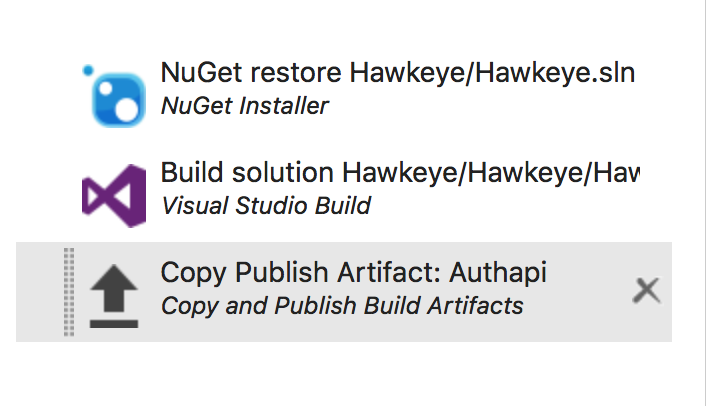 NuGet restore Hawkeye/Hawkeye.sln
NuGet Installer
Build solution Hawkeye/Hawkeye/Haw
Visual Studio Build
Copy Publish Artifact: Authapi
Copy and Publish Build Artifacts